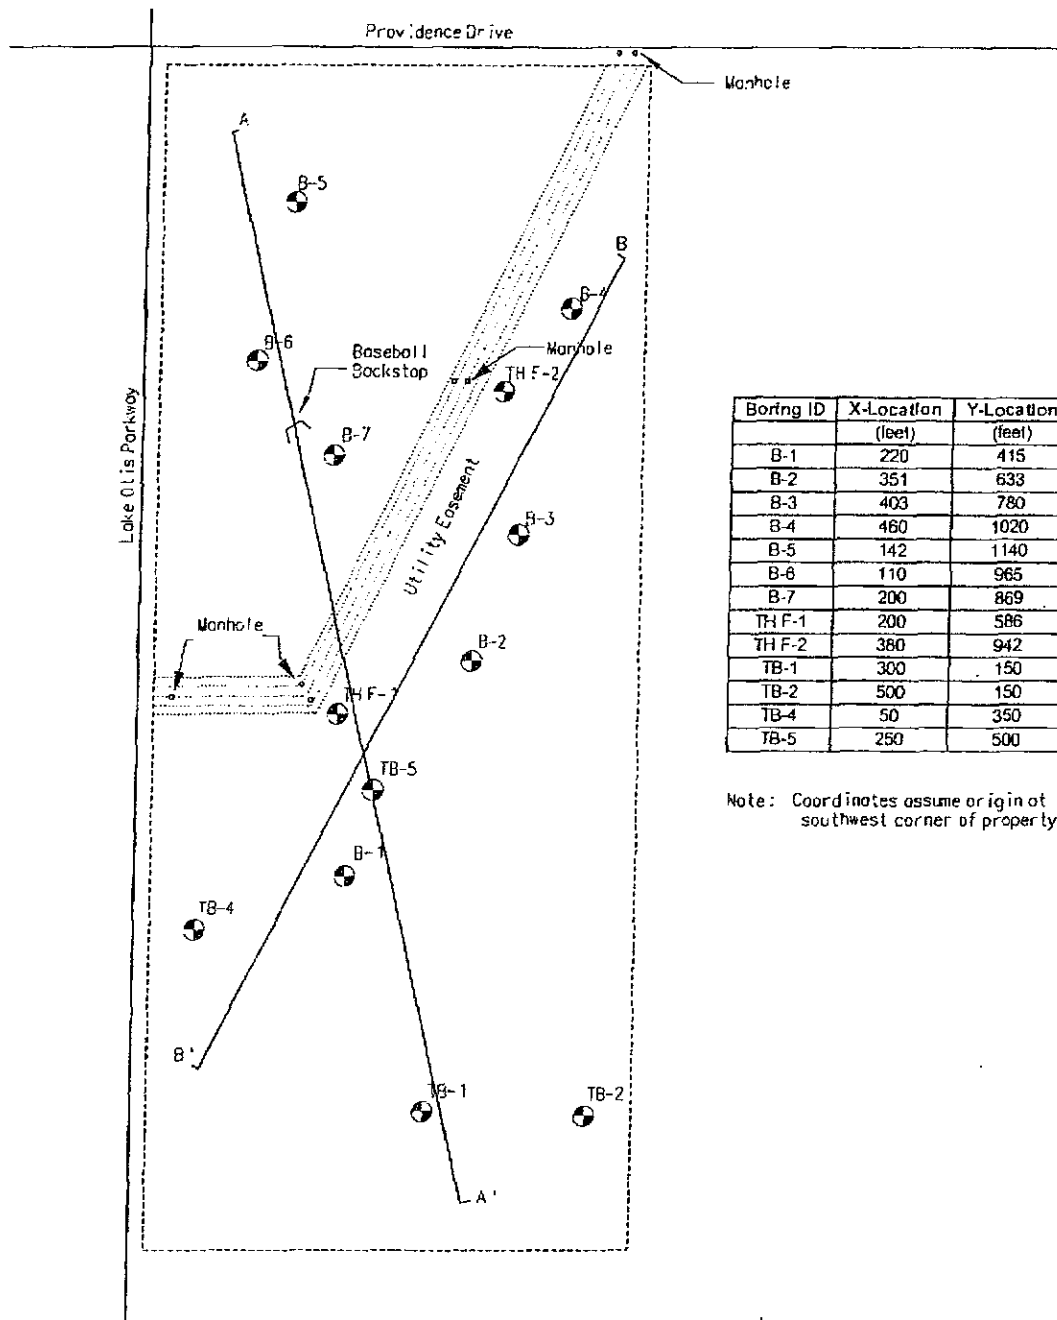 Providence Drive
Manhole
A
B-5
B
B-4
B-6
Baseball
Backstop
Manhole
TH F-2
B-7
Lake Otis Parkway
Utility Easement
B-3
Manhole
B-2
TH F-1
TB-5
B-1
TB-4
B'
TB-1
TB-2
A'
Boring ID X-Location Y-Location
(feet) (feet)
B-1 220 415
B-2 351 633
B-3 403 780
B-4 460 1020
B-5 142 1140
B-6 110 965
B-7 200 869
TH F-1 200 586
TH F-2 380 942
TB-1 300 150
TB-2 500 150
TB-4 50 350
TB-5 250 500
Note: Coordinates assume origin at
southwest corner of property